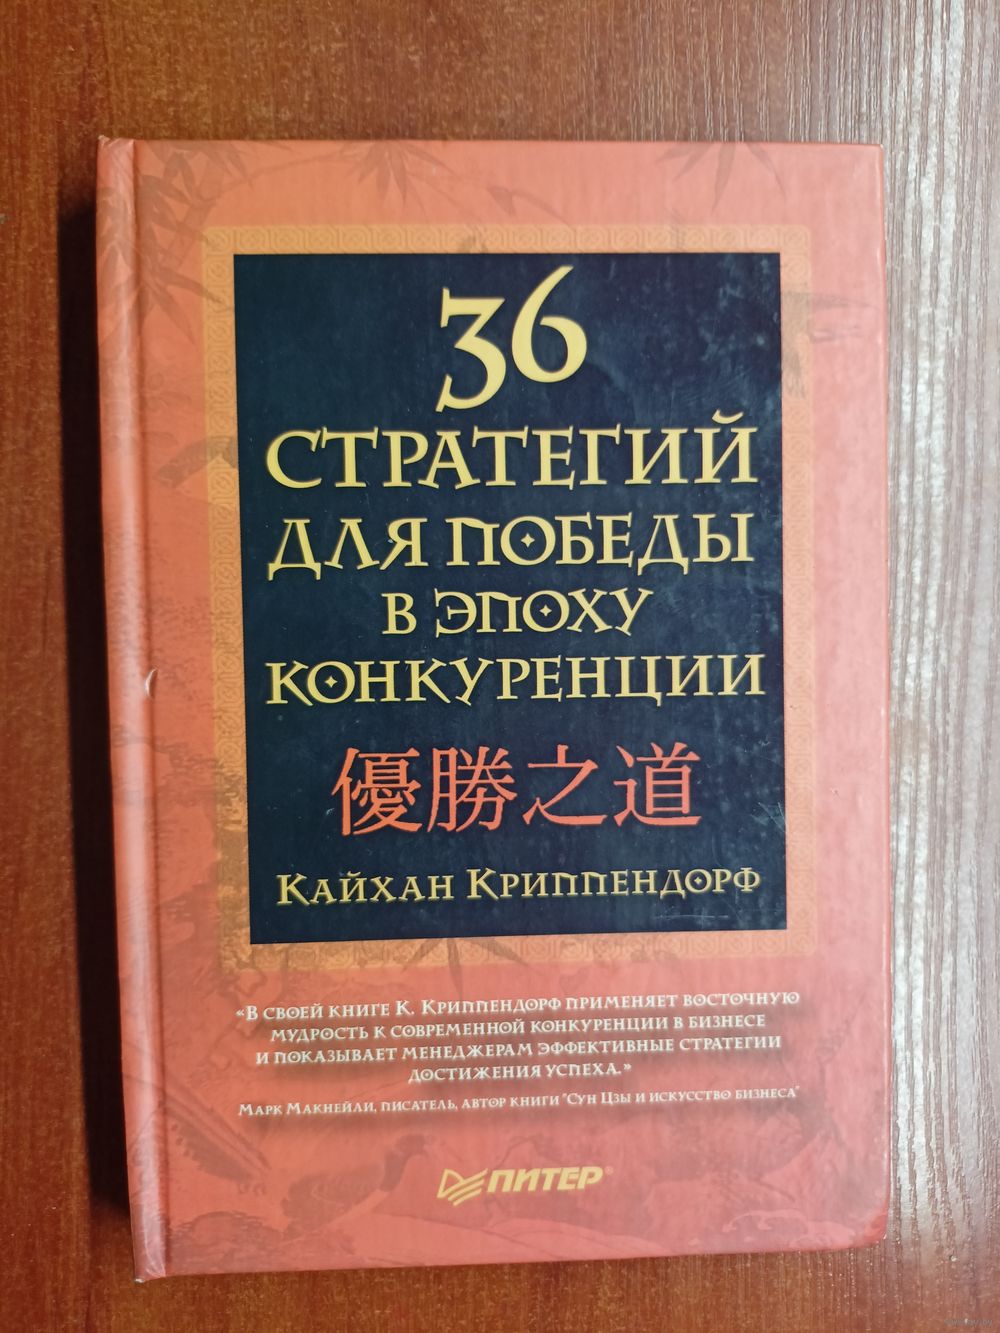 36
СТРАТЕГИЙ
ДЛЯ ПОБЕДЫ
В ЭПОХУ
КОНКУРЕНЦИИ
優勝之道
КАЙХАН КРИППЕНДОРФ
«В СВОЕЙ КНИГЕ К. КРИППЕНДОРФ ПРИМЕНЯЕТ ВОСТОЧНУЮ
МУДРОСТЬ К СОВРЕМЕННОЙ КОНКУРЕНЦИИ В БИЗНЕСЕ
И ПОКАЗЫВАЕТ МЕНЕДЖЕРАМ ЭФФЕКТИВНЫЕ СТРАТЕГИИ
ДОСТИЖЕНИЯ УСПЕХА.»
МАРК МАКНЕЙЛИ, ПИСАТЕЛЬ, АВТОР КНИГИ "СУН ЦЗЫ И ИСКУССТВО БИЗНЕСА"
ПИТЕР®